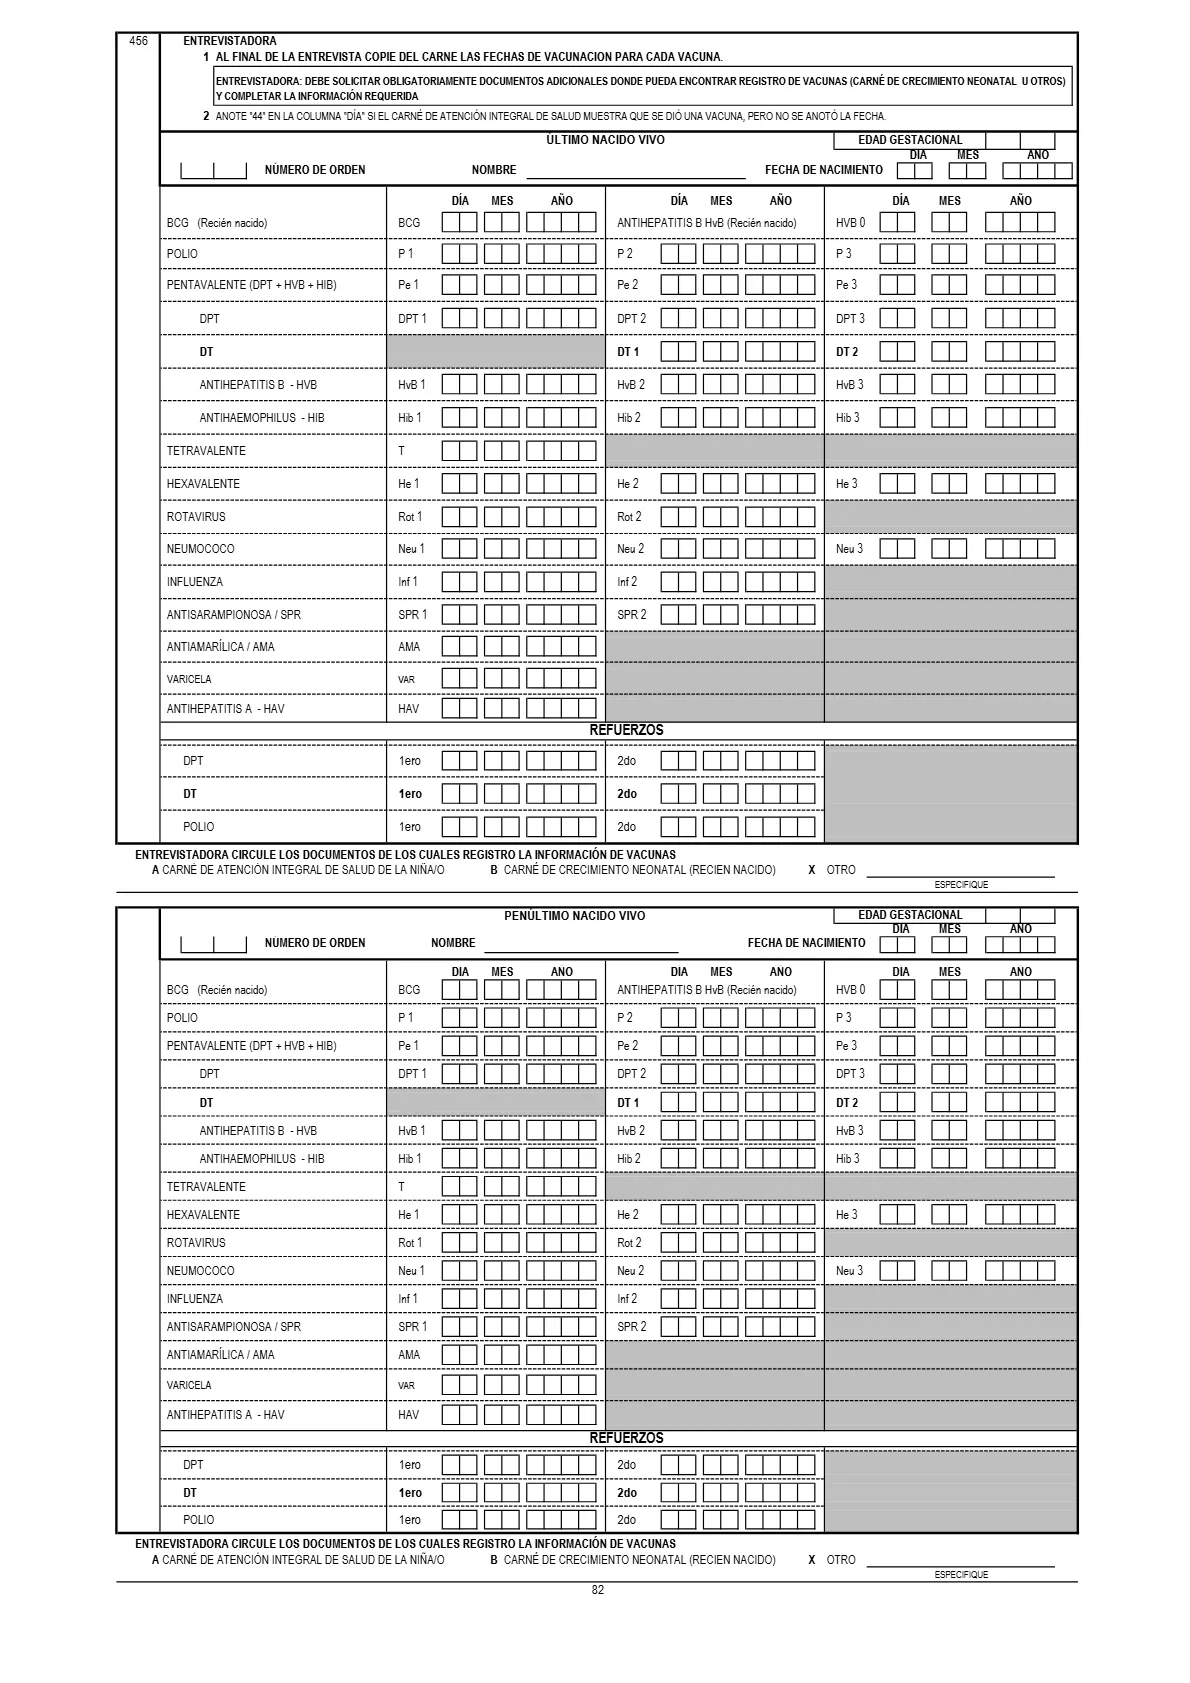 456 ENTREVISTADORA
1 AL FINAL DE LA ENTREVISTA COPIE DEL CARNE LAS FECHAS DE VACUNACION PARA CADA VACUNA.
ENTREVISTADORA: DEBE SOLICITAR OBLIGATORIAMENTE DOCUMENTOS ADICIONALES DONDE PUEDA ENCONTRAR REGISTRO DE VACUNAS (CARNÉ DE CRECIMIENTO NEONATAL U OTROS)
Y COMPLETAR LA INFORMACIÓN REQUERIDA
2 ANOTE "44" EN LA COLUMNA "DÍA" SI EL CARNÉ DE ATENCIÓN INTEGRAL DE SALUD MUESTRA QUE SE DIÓ UNA VACUNA, PERO NO SE ANOTÓ LA FECHA.
ÚLTIMO NACIDO VIVO EDAD GESTACIONAL
DIA MES AÑO
NÚMERO DE ORDEN NOMBRE FECHA DE NACIMIENTO
DÍA MES AÑO DÍA MES AÑO DÍA MES AÑO
BCG (Recién nacido) BCG ANTIHEPATITIS B HvB (Recién nacido) HVB 0
POLIO P 1 P 2 P 3
PENTAVALENTE (DPT + HVB + HIB) Pe 1 Pe 2 Pe 3
DPT DPT 1 DPT 2 DPT 3
DT DT 1 DT 2
ANTIHEPATITIS B - HVB HvB 1 HvB 2 HvB 3
ANTIHAEMOPHILUS - HIB Hib 1 Hib 2 Hib 3
TETRAVALENTE T
HEXAVALENTE He 1 He 2 He 3
ROTAVIRUS Rot 1 Rot 2
NEUMOCOCO Neu 1 Neu 2 Neu 3
INFLUENZA Inf 1 Inf 2
ANTISARAMPIONOSA / SPR SPR 1 SPR 2
ANTIAMARÍLICA / AMA AMA
VARICELA VAR
ANTIHEPATITIS A - HAV HAV
REFUERZOS
DPT 1ero 2do
DT 1ero 2do
POLIO 1ero 2do
ENTREVISTADORA CIRCULE LOS DOCUMENTOS DE LOS CUALES REGISTRO LA INFORMACIÓN DE VACUNAS
A CARNÉ DE ATENCIÓN INTEGRAL DE SALUD DE LA NIÑA/O B CARNÉ DE CRECIMIENTO NEONATAL (RECIEN NACIDO) X OTRO
ESPECIFIQUE
PENÚLTIMO NACIDO VIVO EDAD GESTACIONAL
DIA MES AÑO
NÚMERO DE ORDEN NOMBRE FECHA DE NACIMIENTO
DIA MES AÑO DIA MES AÑO DIA MES AÑO
BCG (Recién nacido) BCG ANTIHEPATITIS B HvB (Recién nacido) HVB 0
POLIO P 1 P 2 P 3
PENTAVALENTE (DPT + HVB + HIB) Pe 1 Pe 2 Pe 3
DPT DPT 1 DPT 2 DPT 3
DT DT 1 DT 2
ANTIHEPATITIS B - HVB HvB 1 HvB 2 HvB 3
ANTIHAEMOPHILUS - HIB Hib 1 Hib 2 Hib 3
TETRAVALENTE T
HEXAVALENTE He 1 He 2 He 3
ROTAVIRUS Rot 1 Rot 2
NEUMOCOCO Neu 1 Neu 2 Neu 3
INFLUENZA Inf 1 Inf 2
ANTISARAMPIONOSA / SPR SPR 1 SPR 2
ANTIAMARÍLICA / AMA AMA
VARICELA VAR
ANTIHEPATITIS A - HAV HAV
REFUERZOS
DPT 1ero 2do
DT 1ero 2do
POLIO 1ero 2do
ENTREVISTADORA CIRCULE LOS DOCUMENTOS DE LOS CUALES REGISTRO LA INFORMACIÓN DE VACUNAS
A CARNÉ DE ATENCIÓN INTEGRAL DE SALUD DE LA NIÑA/O B CARNÉ DE CRECIMIENTO NEONATAL (RECIEN NACIDO) X OTRO
ESPECIFIQUE
82